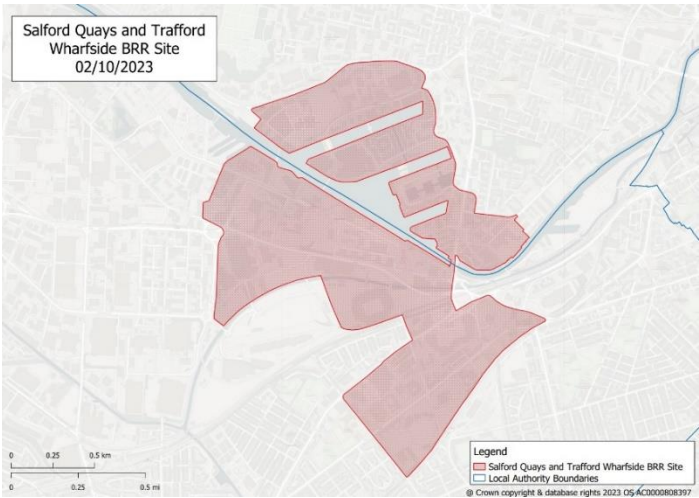 Salford Quays and Trafford
Wharfside BRR Site
02/10/2023
0 0.25 0.5 km
0 0.25 0.5 mi
Legend
Salford Quays and Trafford Wharfside BRR Site
Local Authority Boundaries
@ Crown copyright & database rights 2023 OS AC0000808397